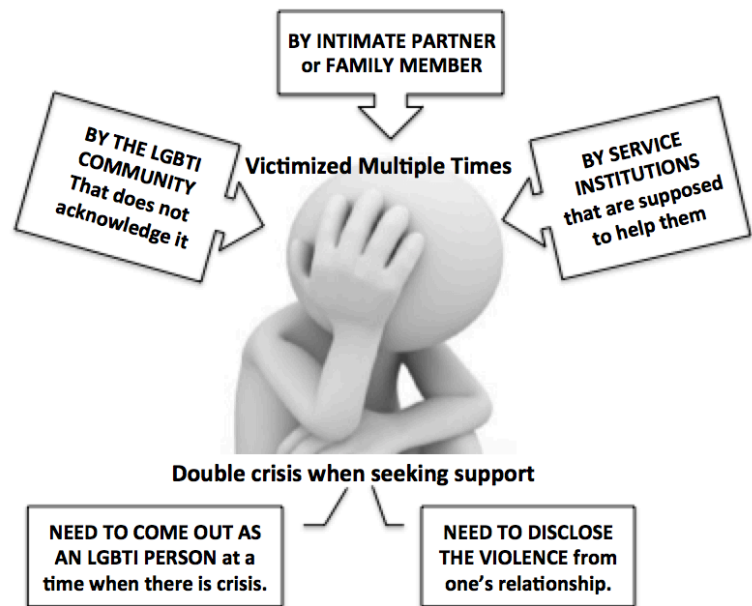 BY INTIMATE PARTNER
or FAMILY MEMBER
BY THE LGBTI
COMMUNITY
That does not
acknowledge it
Victimized Multiple Times
BY SERVICE
INSTITUTIONS
that are supposed
to help them
Double crisis when seeking support
NEED TO COME OUT AS
AN LGBTI PERSON at a
time when there is crisis.
NEED TO DISCLOSE
THE VIOLENCE from
one’s relationship.